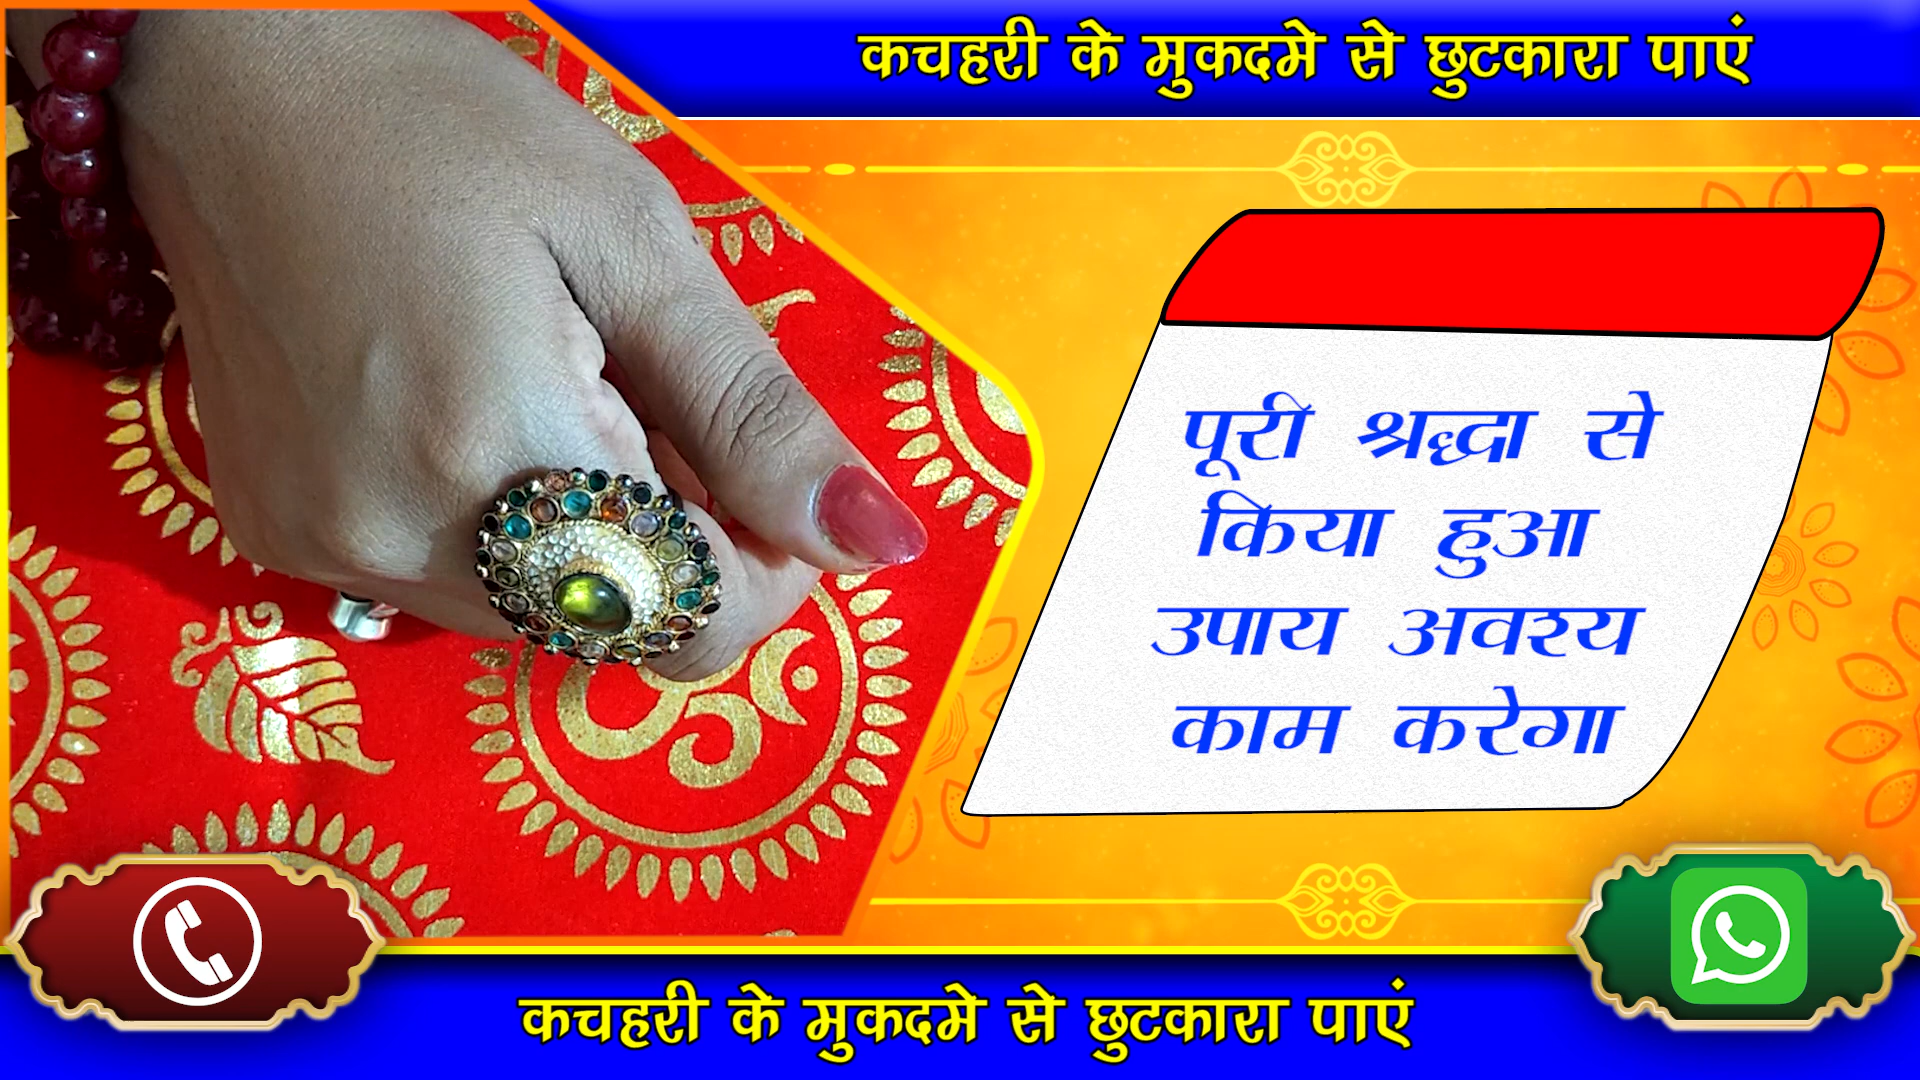 कचहरी के मुकदमे से छुटकारा पाएं
पूरी श्रद्धा से
किया हुआ
उपाय अवश्य
काम करेगा
कचहरी के मुकदमे से छुटकारा पाएं